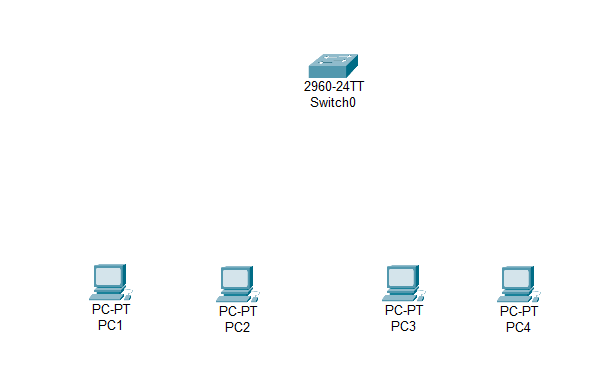 2960-24TT
Switch0
PC-PT
PC1
PC-PT
PC2
PC-PT
PC3
PC-PT
PC4